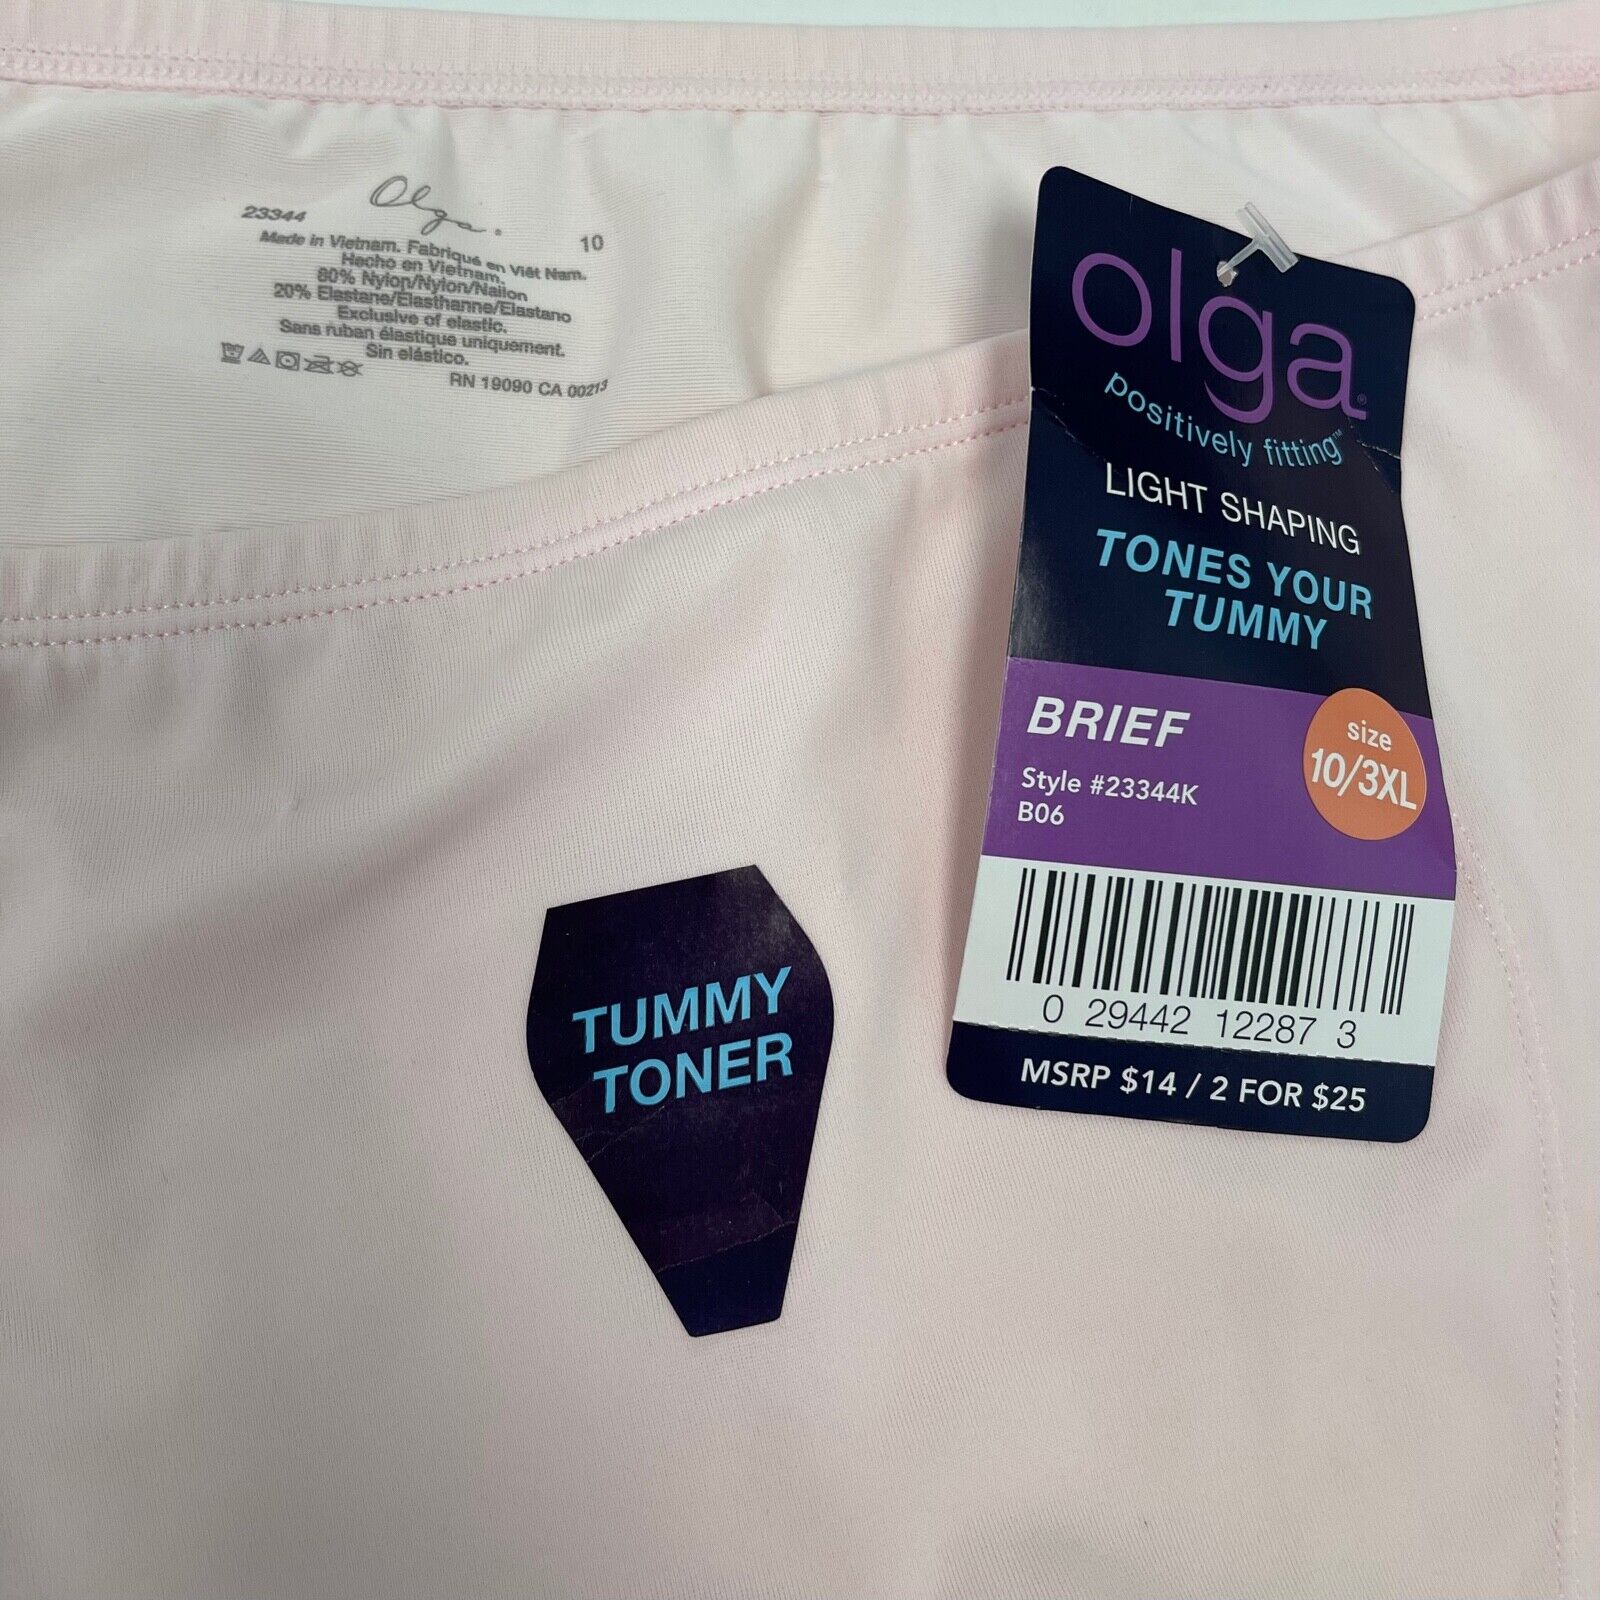 Olga.
23344
10
Made in Vietnam. Fabriqué en Viêt Nam.
Hecho en Vietnam.
80% Nylon/Nylon/Nailon
20% Elastane/Élasthanne/Elastano
Exclusive of elastic.
Sans ruban élastique uniquement.
Sin elástico.
RN 19090 CA 00213
olga®
positively fitting™
LIGHT SHAPING
TONES YOUR
TUMMY
BRIEF
size
10/3XL
Style #23344K
B06
0 29442 12287 3
MSRP $14 / 2 FOR $25
TUMMY
TONER